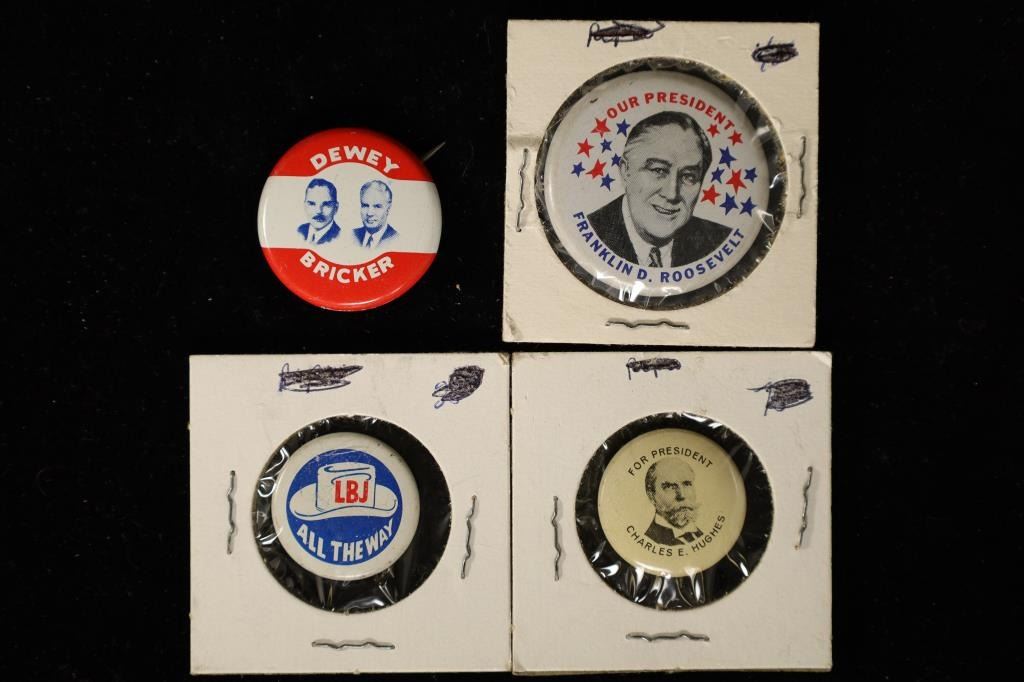 DEWEY
BRICKER
OUR PRESIDENT
FRANKLIN D. ROOSEVELT
LBJ
ALL THE WAY
FOR PRESIDENT
CHARLES E. HUGHES